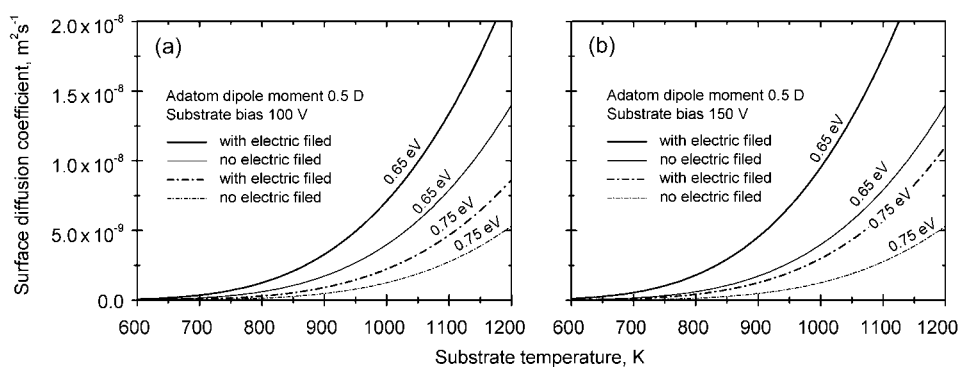 Surface diffusion coefficient, m²s⁻¹
2.0 x 10⁻⁸
1.5 x 10⁻⁸
1.0 x 10⁻⁸
5.0 x 10⁻⁹
0.0
(a)
Adatom dipole moment 0.5 D
Substrate bias 100 V
with electric filed
no electric filed
with electric filed
no electric filed
0.65 eV
0.65 eV
0.75 eV
0.75 eV
600 700 800 900 1000 1100 1200
(b)
Adatom dipole moment 0.5 D
Substrate bias 150 V
with electric filed
no electric filed
with electric filed
no electric filed
0.65 eV
0.65 eV
0.75 eV
0.75 eV
600 700 800 900 1000 1100 1200
Substrate temperature, K